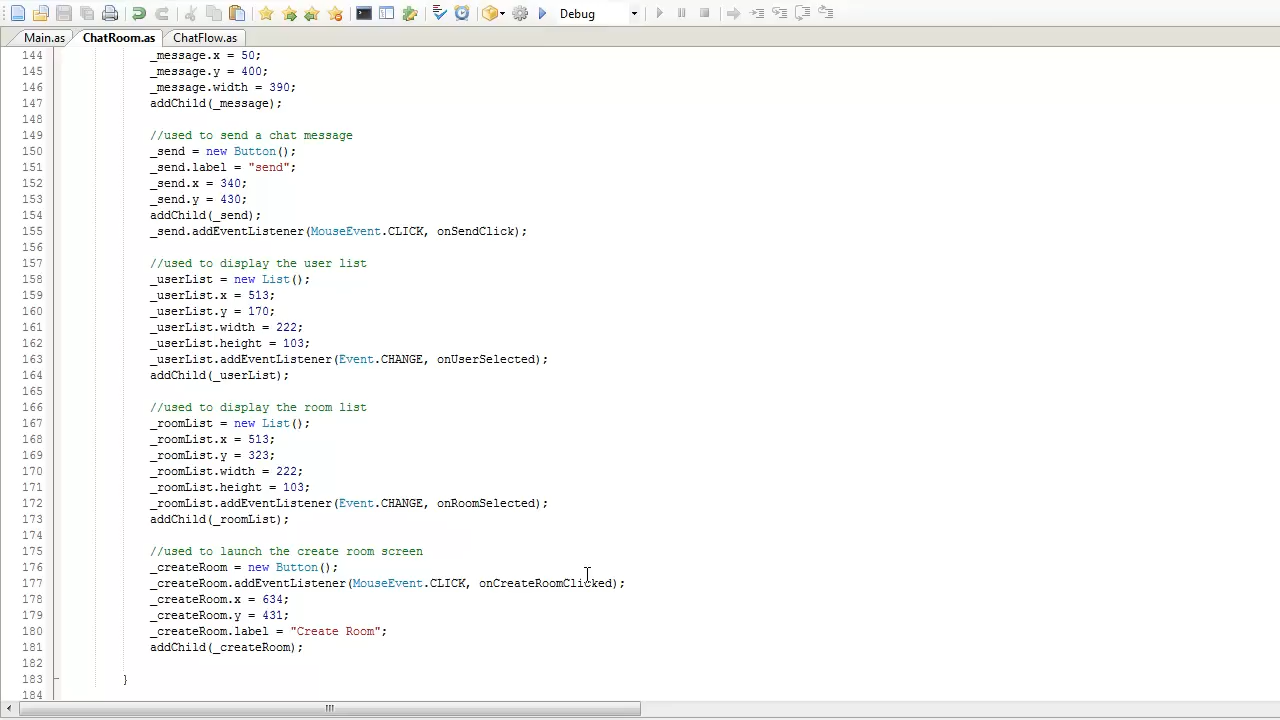 Debug
Main.as ChatRoom.as ChatFlow.as
144 _message.x = 50;
145 _message.y = 400;
146 _message.width = 390;
147 addChild(_message);
148
149 //used to send a chat message
150 _send = new Button();
151 _send.label = "send";
152 _send.x = 340;
153 _send.y = 430;
154 addChild(_send);
155 _send.addEventListener(MouseEvent.CLICK, onSendClick);
156
157 //used to display the user list
158 _userList = new List();
159 _userList.x = 513;
160 _userList.y = 170;
161 _userList.width = 222;
162 _userList.height = 103;
163 _userList.addEventListener(Event.CHANGE, onUserSelected);
164 addChild(_userList);
165
166 //used to display the room list
167 _roomList = new List();
168 _roomList.x = 513;
169 _roomList.y = 323;
170 _roomList.width = 222;
171 _roomList.height = 103;
172 _roomList.addEventListener(Event.CHANGE, onRoomSelected);
173 addChild(_roomList);
174
175 //used to launch the create room screen
176 _createRoom = new Button();
177 _createRoom.addEventListener(MouseEvent.CLICK, onCreateRoomClicked);
178 _createRoom.x = 634;
179 _createRoom.y = 431;
180 _createRoom.label = "Create Room";
181 addChild(_createRoom);
182
183 }
184